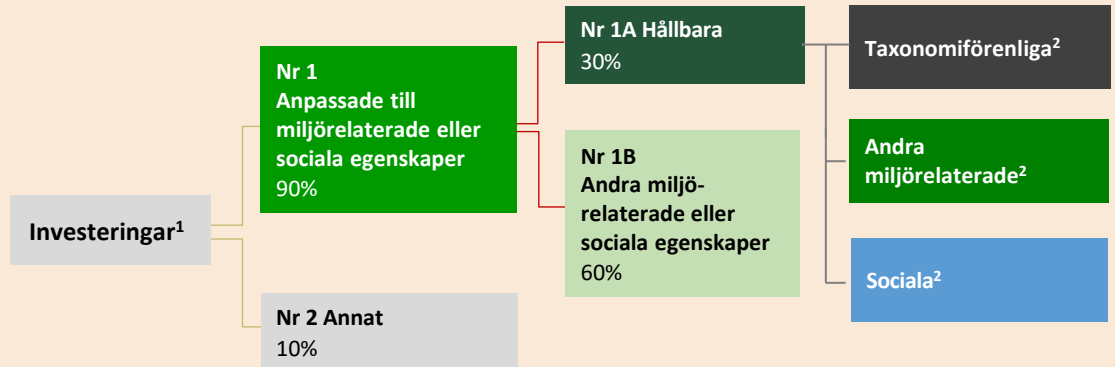 Investeringar¹
Nr 1
Anpassade till
miljörelaterade eller
sociala egenskaper
90%
Nr 2 Annat
10%
Nr 1A Hållbara
30%
Nr 1B
Andra miljö-
relaterade eller
sociala egenskaper
60%
Taxonomiförenliga²
Andra
miljörelaterade²
Sociala²